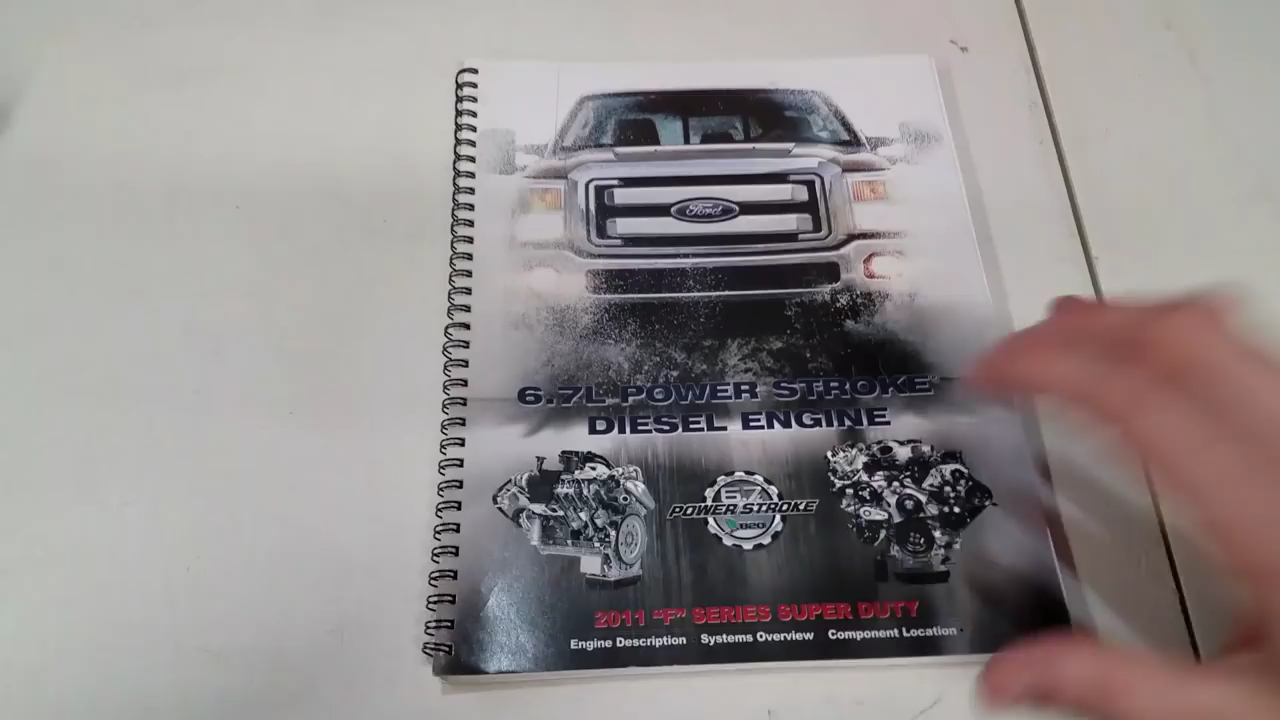 Ford
6.7L POWER STROKE
DIESEL ENGINE
6.7
POWER STROKE
B20
2011 "F" SERIES SUPER DUTY
Engine Description Systems Overview Component Location